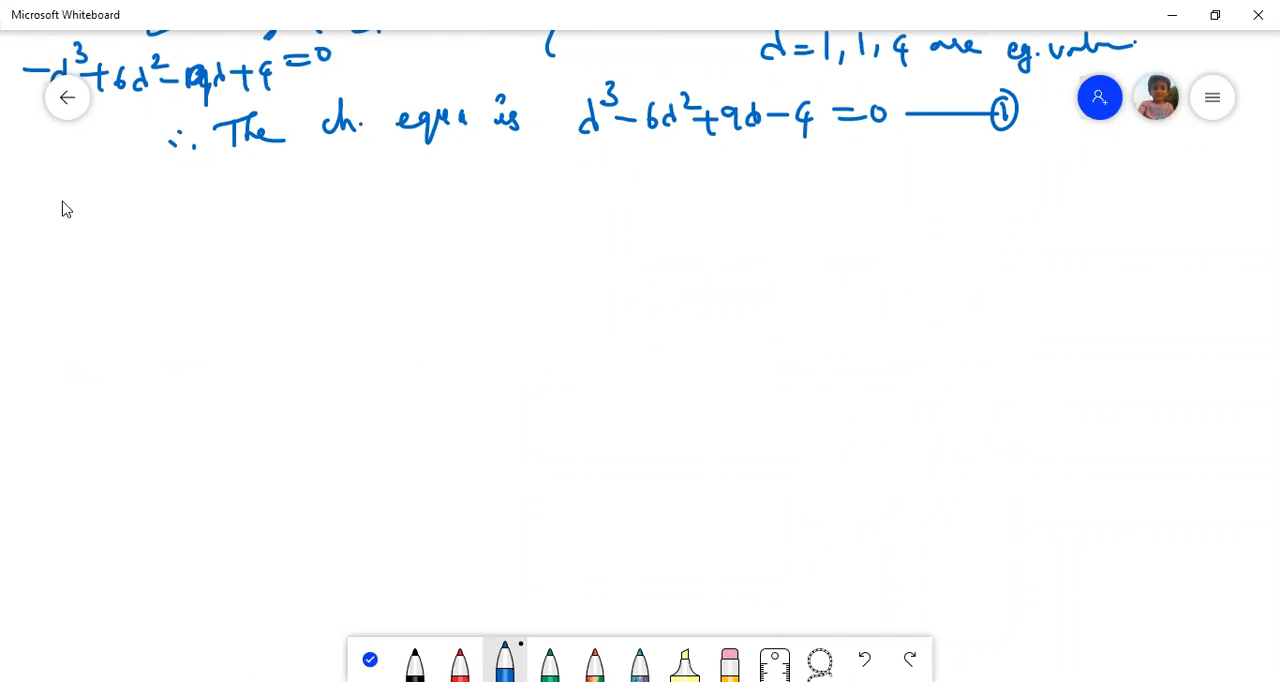 Microsoft Whiteboard
λ = 1, 1, 4 are eg. values.
-λ³ + 6λ² - 9λ + 4 = 0
∴ The ch. equn is λ³ - 6λ² + 9λ - 4 = 0 ——— ①